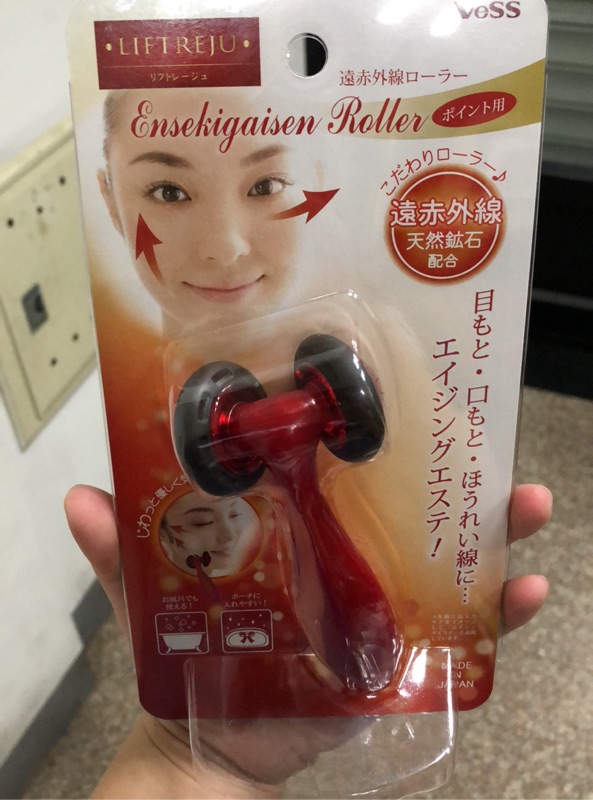 veSS
・LIFTREJU・
リフトレージュ
遠赤外線ローラー
Ensekigaisen Roller
ポイント用
こだわりローラー♪
遠赤外線
天然鉱石
配合
目もと・口もと・ほうれい線に…
エイジングエステ!
じわっと優しく
お風呂でも
使える!
ポーチに
入れやすい!
MADE
IN
JAPAN